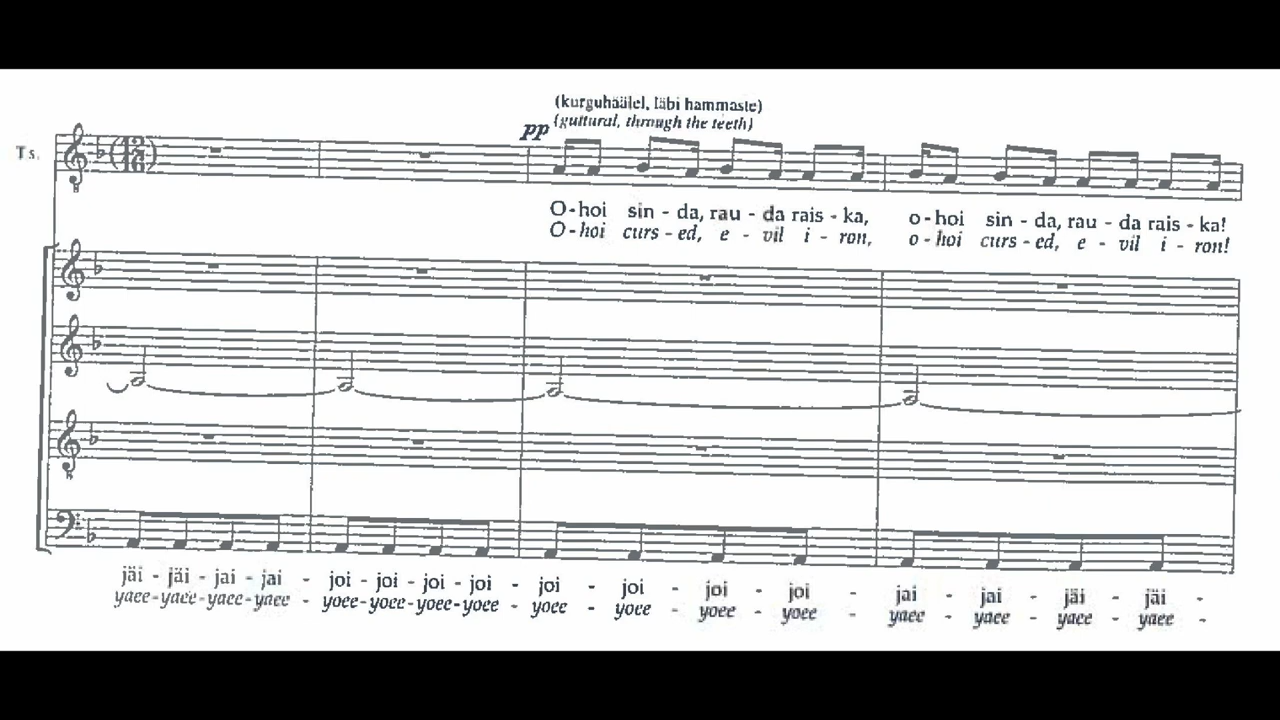 (kurguhäälel, läbi hammaste)
pp (guttural, through the teeth)
Ts.
O-hoi sin - da, rau - da rais - ka, o-hoi sin - da, rau - da rais - ka!
O-hoi curs - ed, e - vil i - ron, o-hoi curs - ed, e - vil i - ron!
jäi - jäi - jai - jai - joi - joi - joi - joi - joi - joi - joi - joi - jai - jai - jäi - jäi -
yaee-yaee-yaee-yaee - yoee-yoee-yoee-yoee - yoee - yoee - yoee - yoee - yaee - yaee - yaee - yaee -